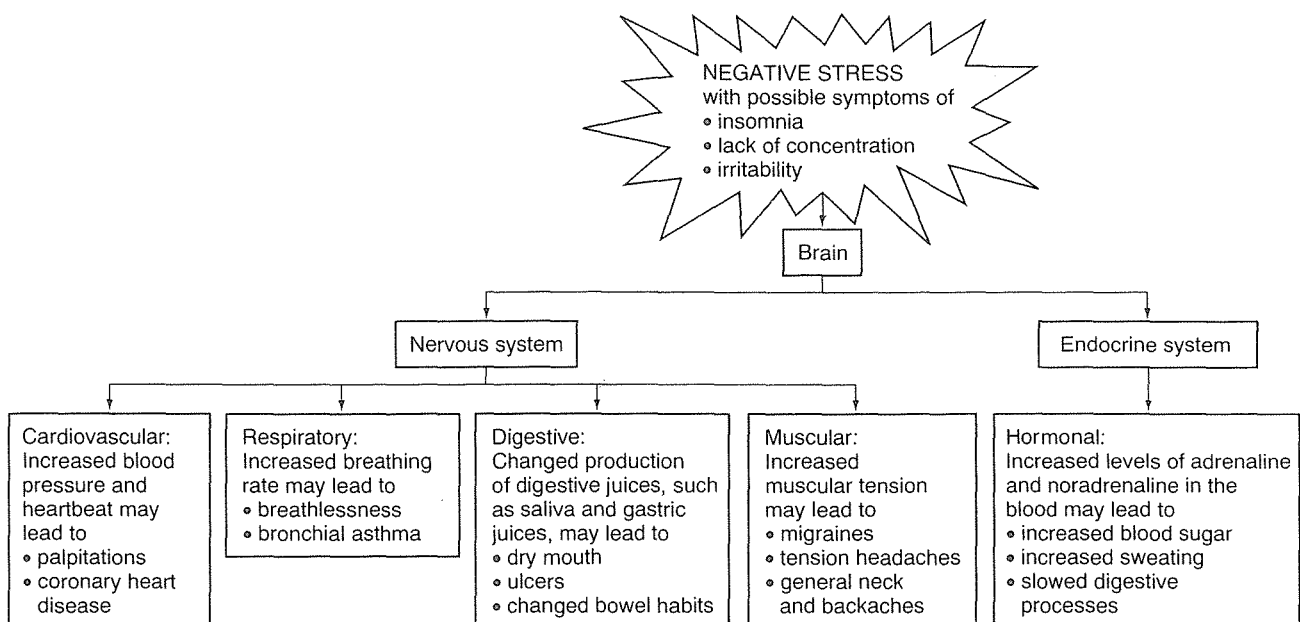 NEGATIVE STRESS
with possible symptoms of
• insomnia
• lack of concentration
• irritability
Brain
Nervous system
Endocrine system
Cardiovascular:
Increased blood
pressure and
heartbeat may
lead to
• palpitations
• coronary heart
disease
Respiratory:
Increased breathing
rate may lead to
• breathlessness
• bronchial asthma
Digestive:
Changed production
of digestive juices, such
as saliva and gastric
juices, may lead to
• dry mouth
• ulcers
• changed bowel habits
Muscular:
Increased
muscular tension
may lead to
• migraines
• tension headaches
• general neck
and backaches
Hormonal:
Increased levels of adrenaline
and noradrenaline in the
blood may lead to
• increased blood sugar
• increased sweating
• slowed digestive
processes